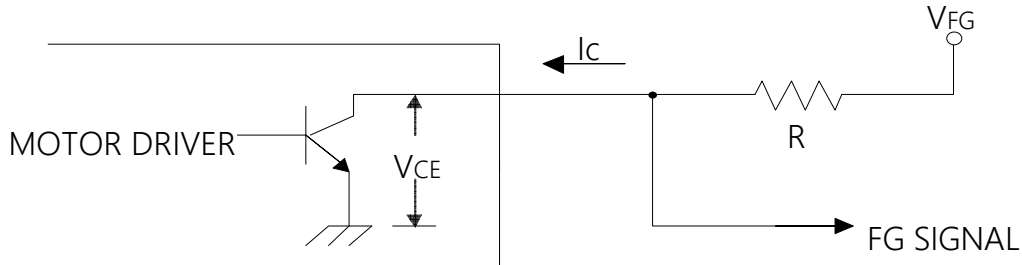 VFG
IC
MOTOR DRIVER
VCE
R
FG SIGNAL